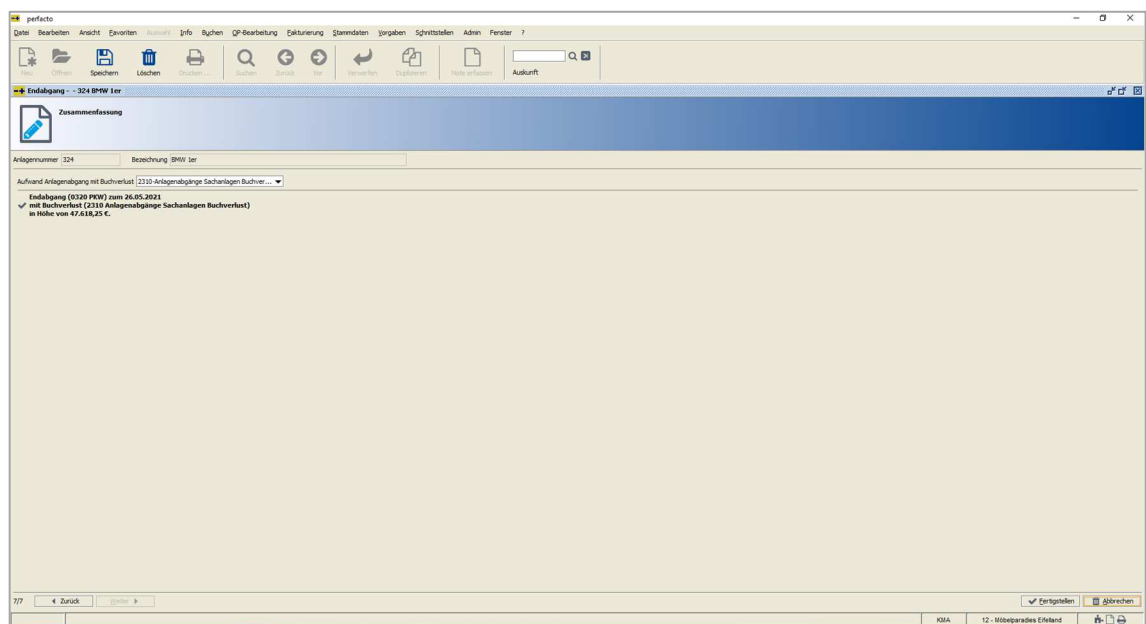 perfacto
Datei Bearbeiten Ansicht Favoriten Auswahl Info Buchen OP-Bearbeitung Fakturierung Stammdaten Vorgaben Schnittstellen Admin Fenster ?
Neu Öffnen Speichern Löschen Drucken ... Suchen Zurück Vor Verwerfen Duplizieren Note erfassen Auskunft
Endabgang - - 324 BMW 1er
Zusammenfassung
Anlagennummer 324 Bezeichnung BMW 1er
Aufwand Anlagenabgang mit Buchverlust 2310-Anlagenabgänge Sachanlagen Buchver...
Endabgang (0320 PKW) zum 26.05.2021
mit Buchverlust (2310 Anlagenabgänge Sachanlagen Buchverlust)
in Höhe von 47.618,25 €.
7/7 Zurück Weiter Fertigstellen Abbrechen
KMA 12 - Möbelparadies Eifelland